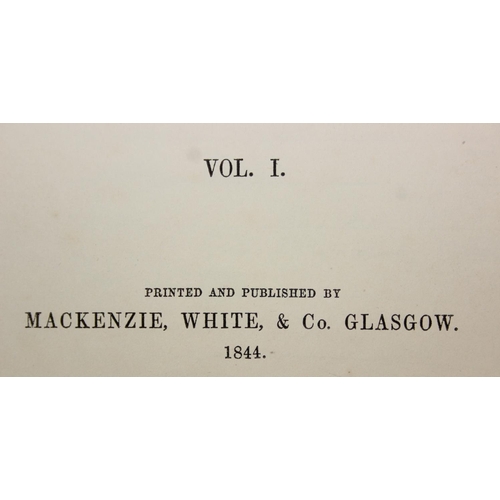 VOL. I.
PRINTED AND PUBLISHED BY
MACKENZIE, WHITE, & Co. GLASGOW.
1844.